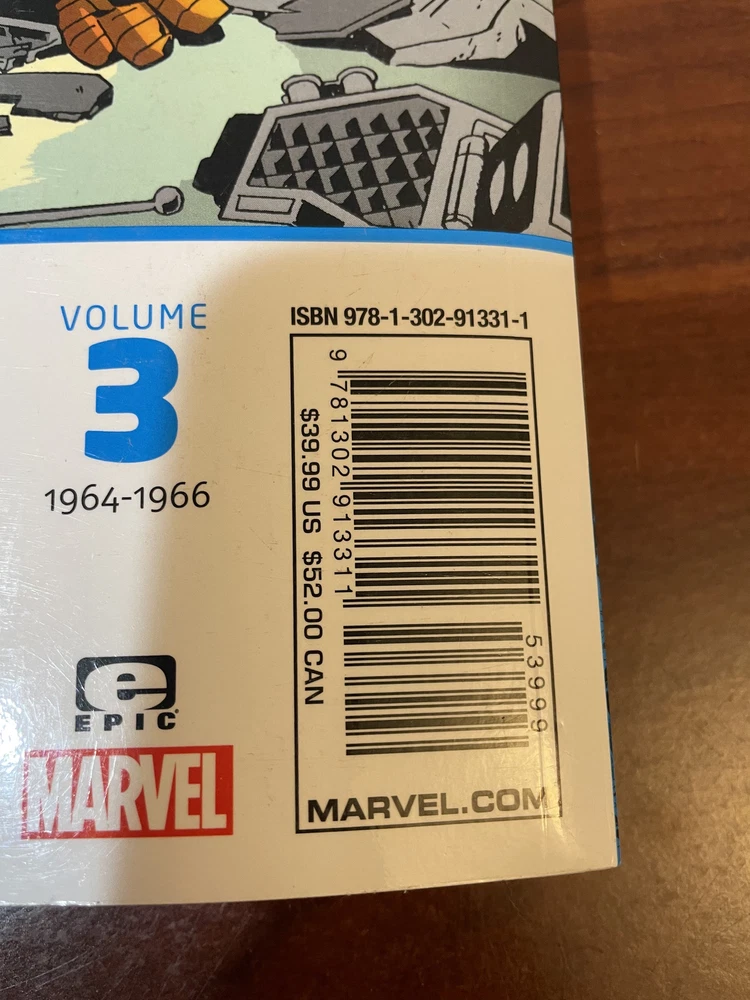 VOLUME
3
1964-1966
EPIC
MARVEL
ISBN 978-1-302-91331-1
9 781302 913311
$39.99 US $52.00 CAN
53999
MARVEL.COM